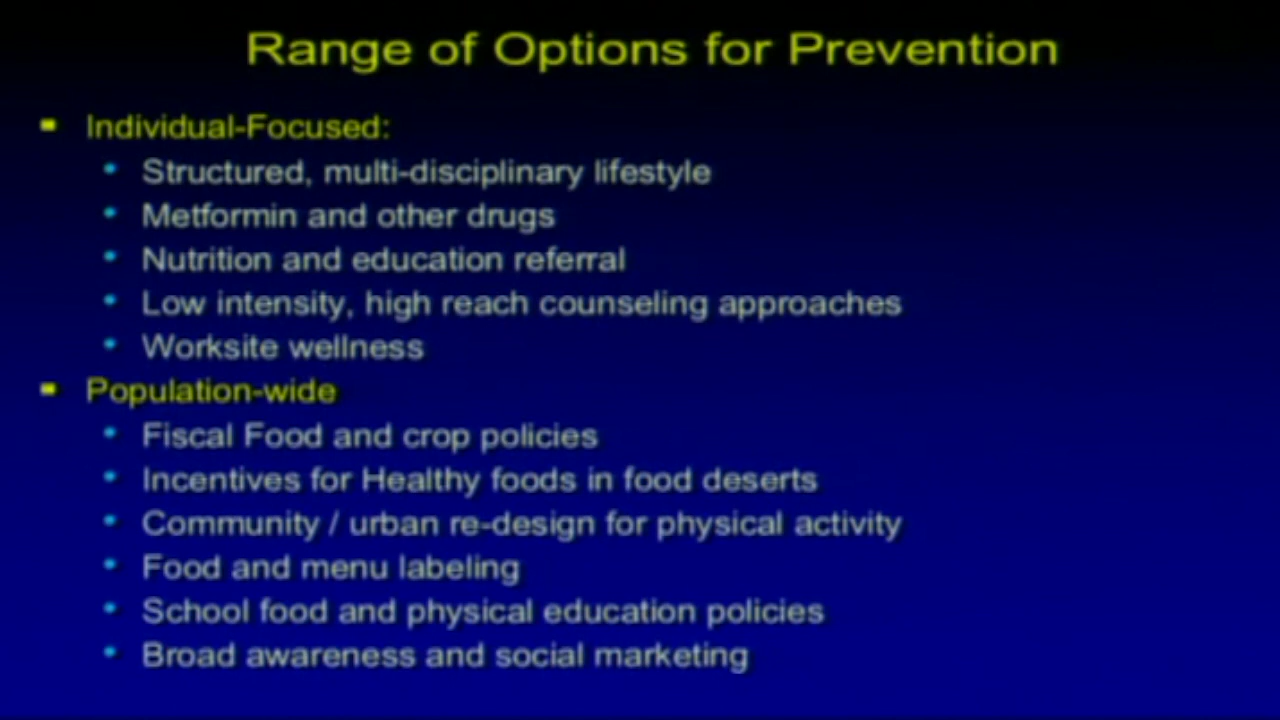 Range of Options for Prevention
Individual-Focused:
Structured, multi-disciplinary lifestyle
Metformin and other drugs
Nutrition and education referral
Low intensity, high reach counseling approaches
Worksite wellness
Population-wide
Fiscal Food and crop policies
Incentives for Healthy foods in food deserts
Community / urban re-design for physical activity
Food and menu labeling
School food and physical education policies
Broad awareness and social marketing